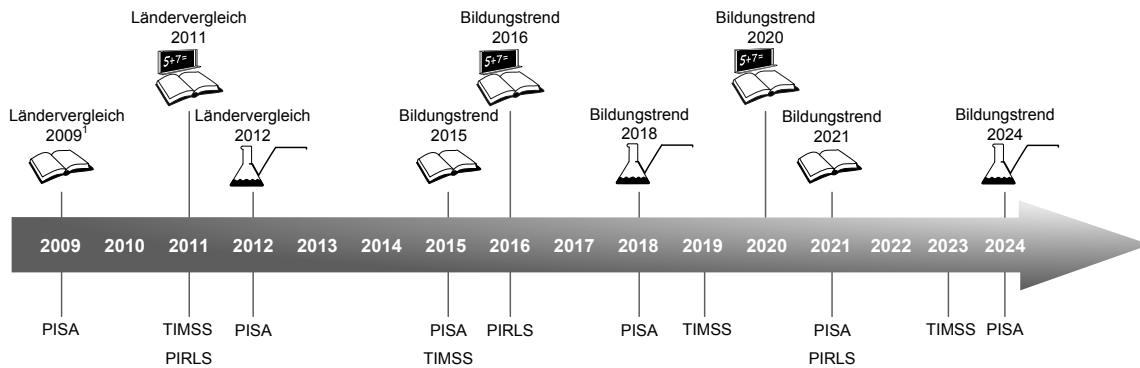 Ländervergleich
2011
5+7=
Bildungstrend
2016
5+7=
Bildungstrend
2020
5+7=
Ländervergleich
2009¹
Ländervergleich
2012
Bildungstrend
2015
Bildungstrend
2018
Bildungstrend
2021
Bildungstrend
2024
2009 2010 2011 2012 2013 2014 2015 2016 2017 2018 2019 2020 2021 2022 2023 2024
PISA TIMSS PISA PISA PIRLS PISA TIMSS PISA TIMSS PISA
PIRLS TIMSS PIRLS